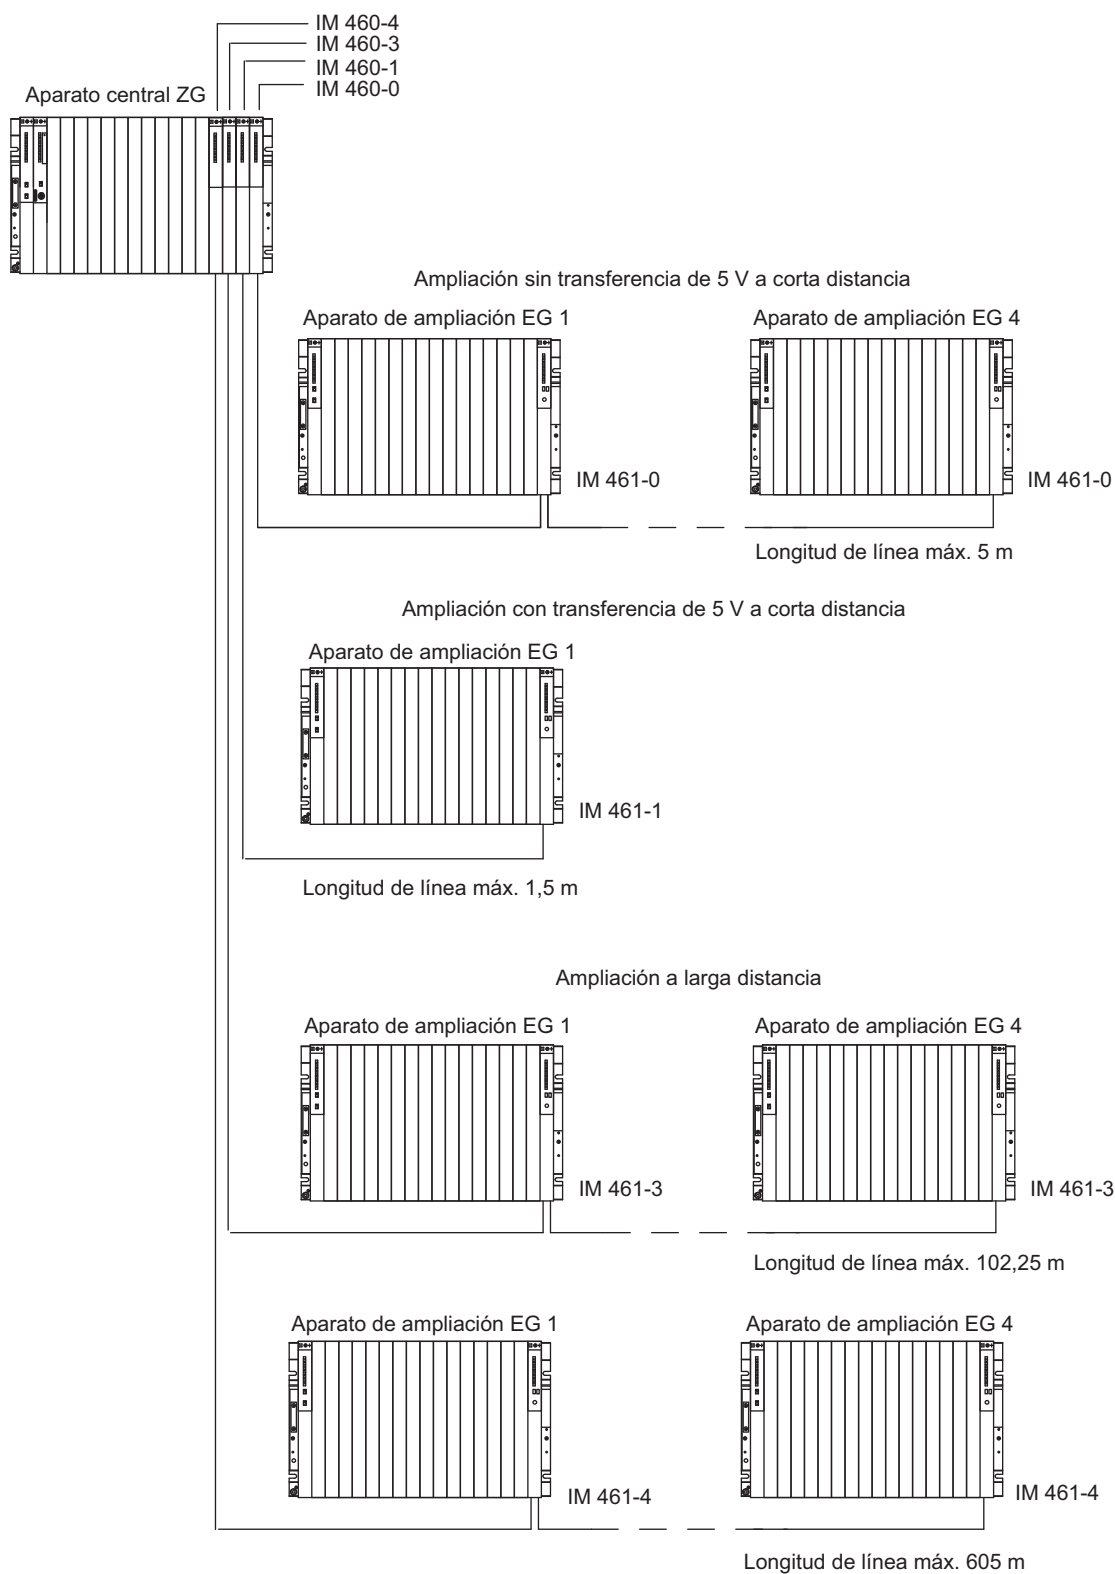 IM 460-4
IM 460-3
IM 460-1
IM 460-0
Aparato central ZG
Ampliación sin transferencia de 5 V a corta distancia
Aparato de ampliación EG 1
Aparato de ampliación EG 4
IM 461-0
IM 461-0
Longitud de línea máx. 5 m
Ampliación con transferencia de 5 V a corta distancia
Aparato de ampliación EG 1
IM 461-1
Longitud de línea máx. 1,5 m
Ampliación a larga distancia
Aparato de ampliación EG 1
Aparato de ampliación EG 4
IM 461-3
IM 461-3
Longitud de línea máx. 102,25 m
Aparato de ampliación EG 1
Aparato de ampliación EG 4
IM 461-4
IM 461-4
Longitud de línea máx. 605 m